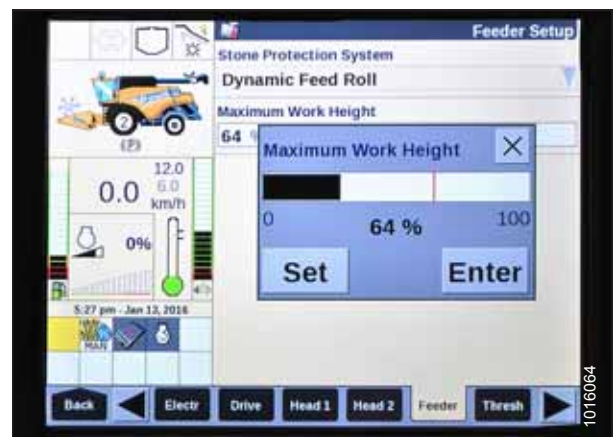 Feeder Setup
Stone Protection System
Dynamic Feed Roll
Maximum Work Height
64 %
Maximum Work Height
0
64 %
100
Set
Enter
2
(P)
12.0
6.0
0.0
km/h
0%
5:27 pm - Jan 13, 2016
MAN
Back
Electr
Drive
Head 1
Head 2
Feeder
Thresh
1016064